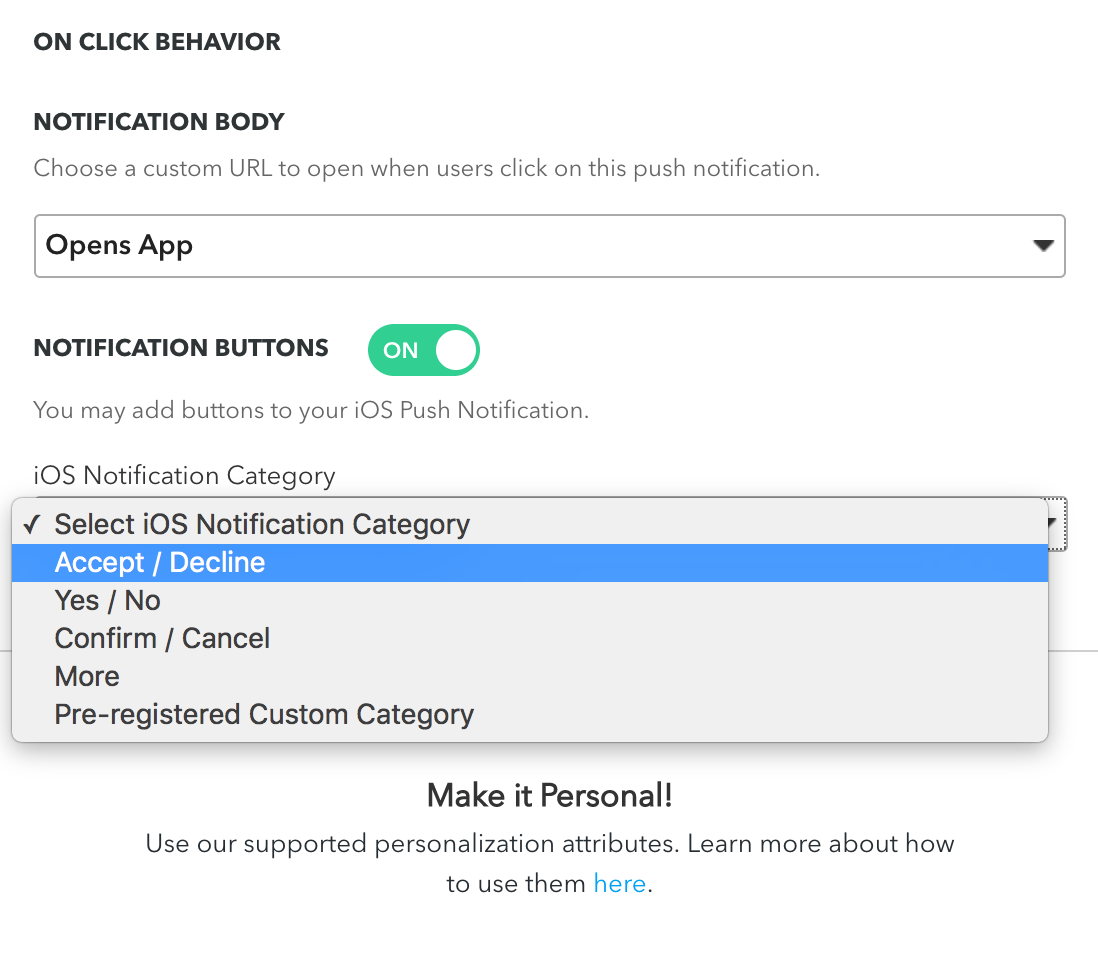 ON CLICK BEHAVIOR
NOTIFICATION BODY
Choose a custom URL to open when users click on this push notification.
Opens App
NOTIFICATION BUTTONS ON
You may add buttons to your iOS Push Notification.
iOS Notification Category
✓ Select iOS Notification Category
Accept / Decline
Yes / No
Confirm / Cancel
More
Pre-registered Custom Category
Make it Personal!
Use our supported personalization attributes. Learn more about how
to use them here.